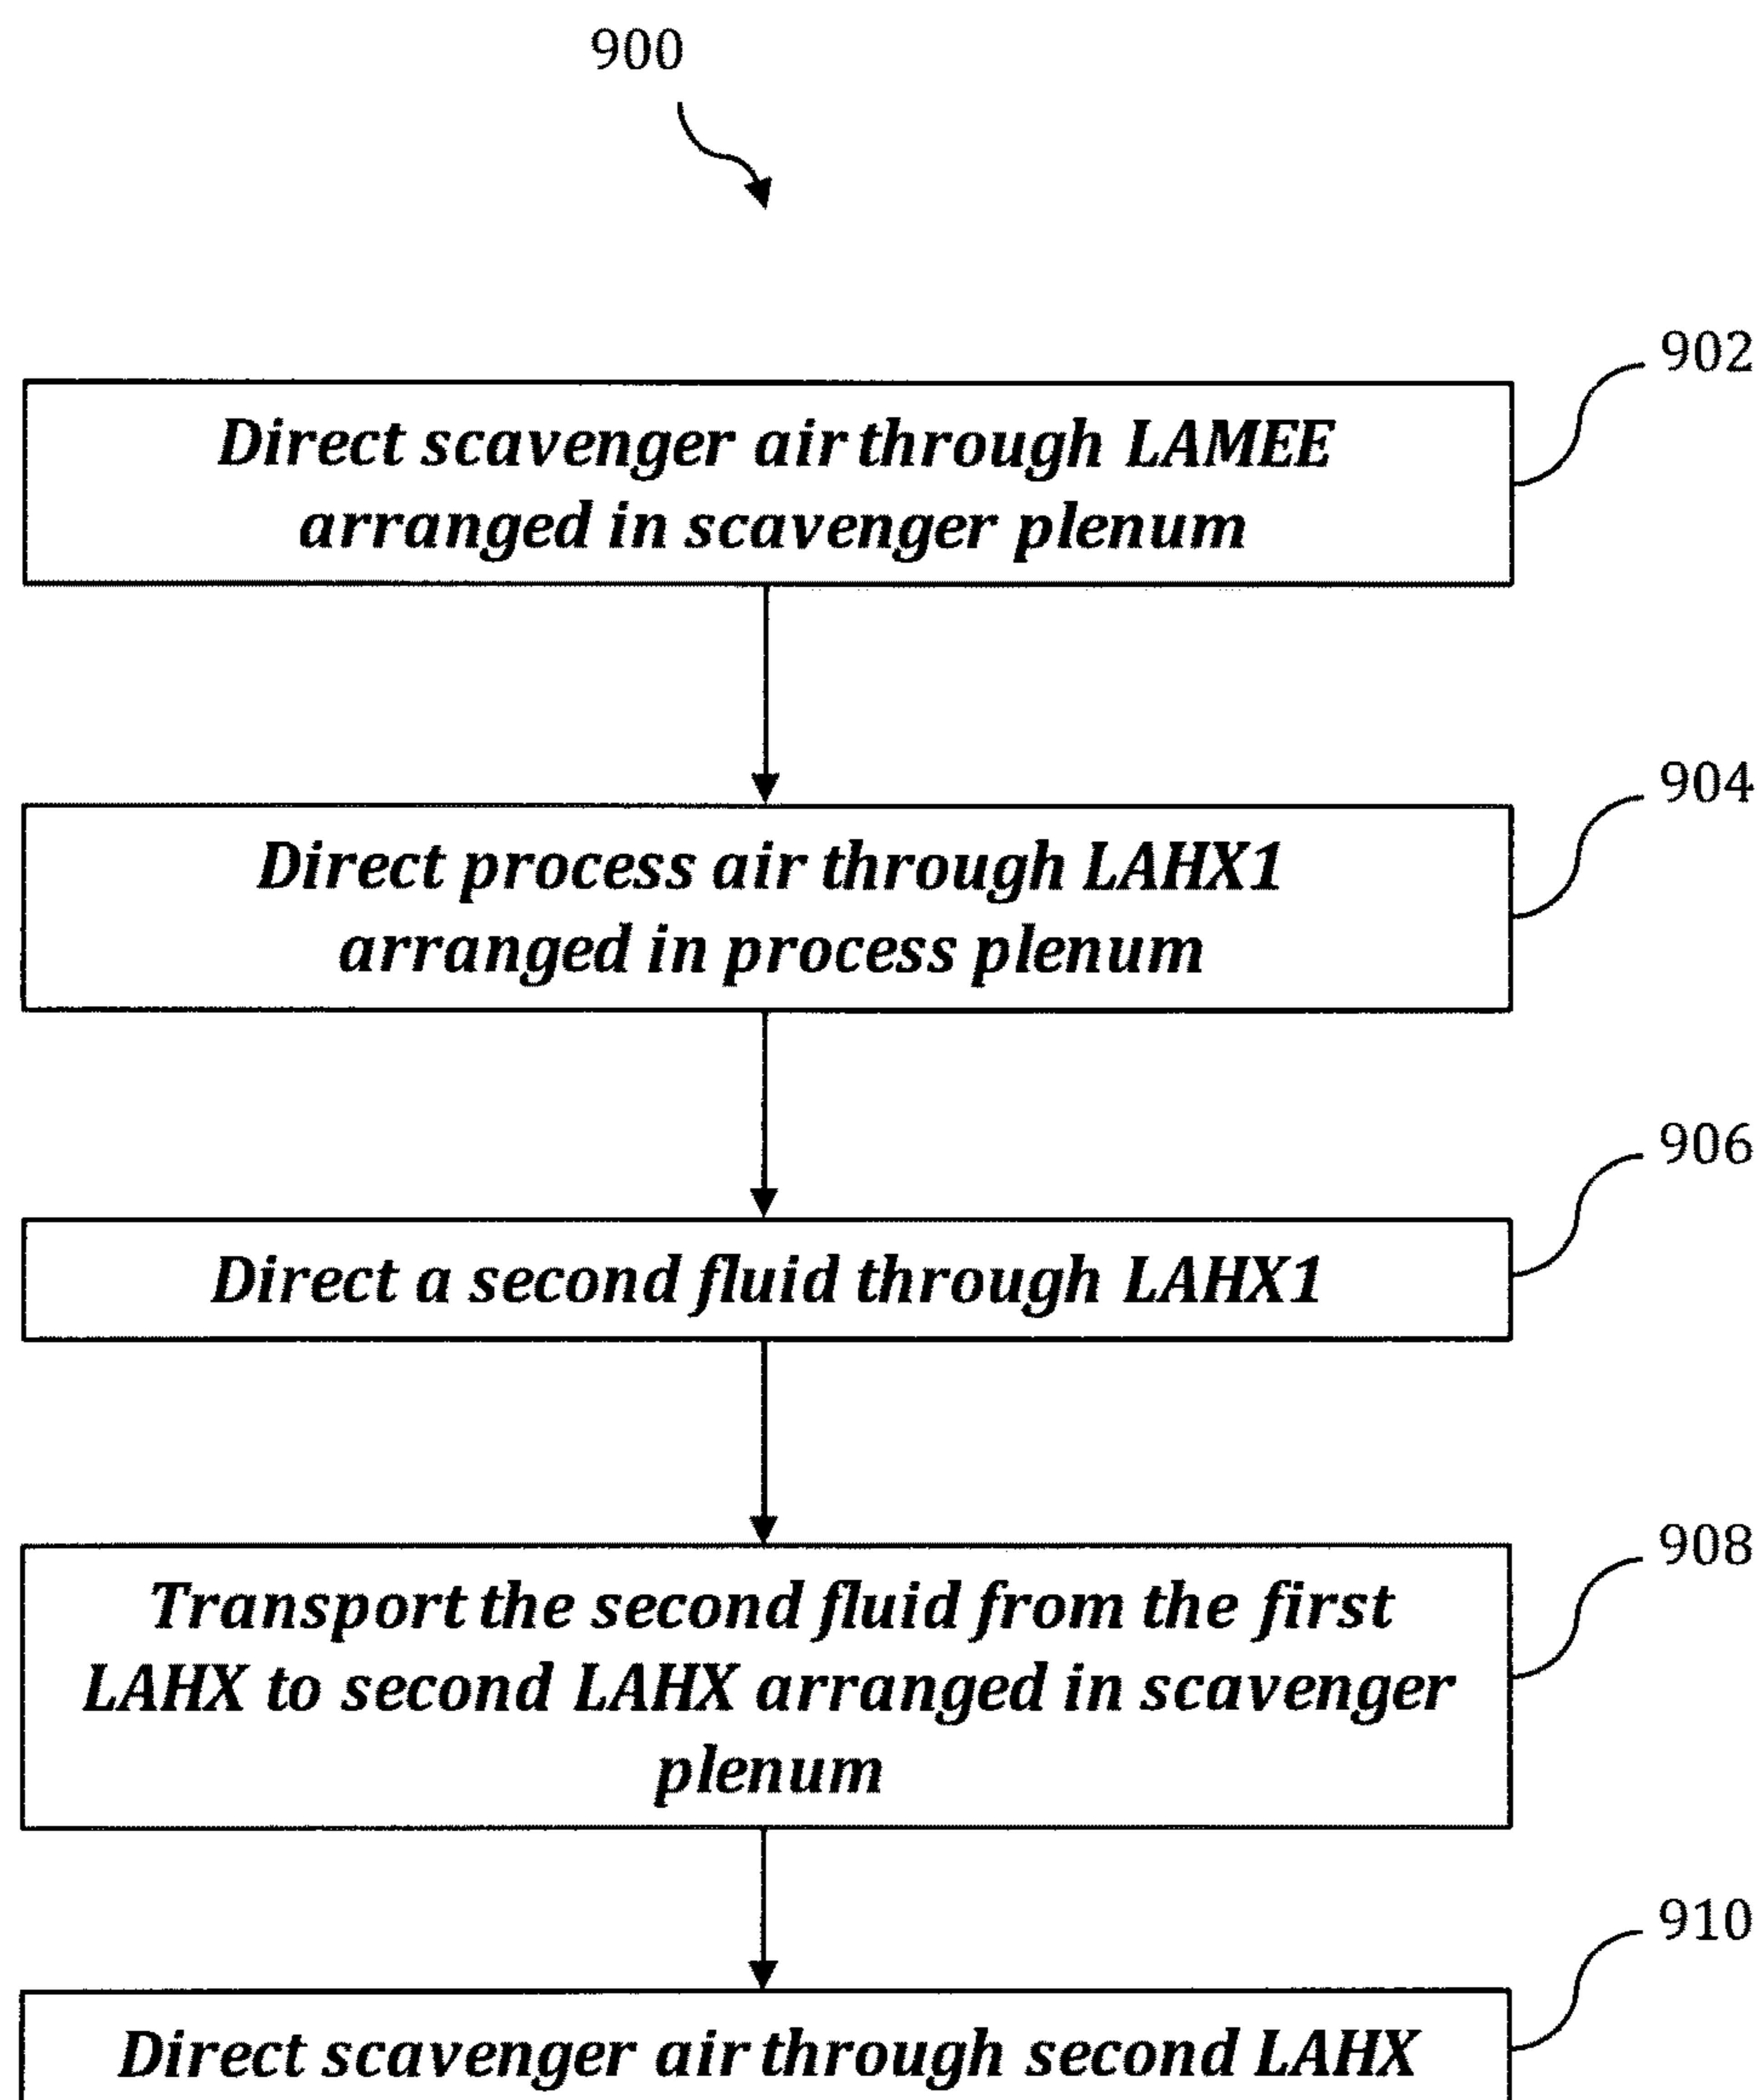 900
902
Direct scavenger air through LAMEE
arranged in scavenger plenum
904
Direct process air through LAHX1
arranged in process plenum
906
Direct a second fluid through LAHX1
908
Transport the second fluid from the first
LAHX to second LAHX arranged in scavenger
plenum
910
Direct scavenger air through second LAHX